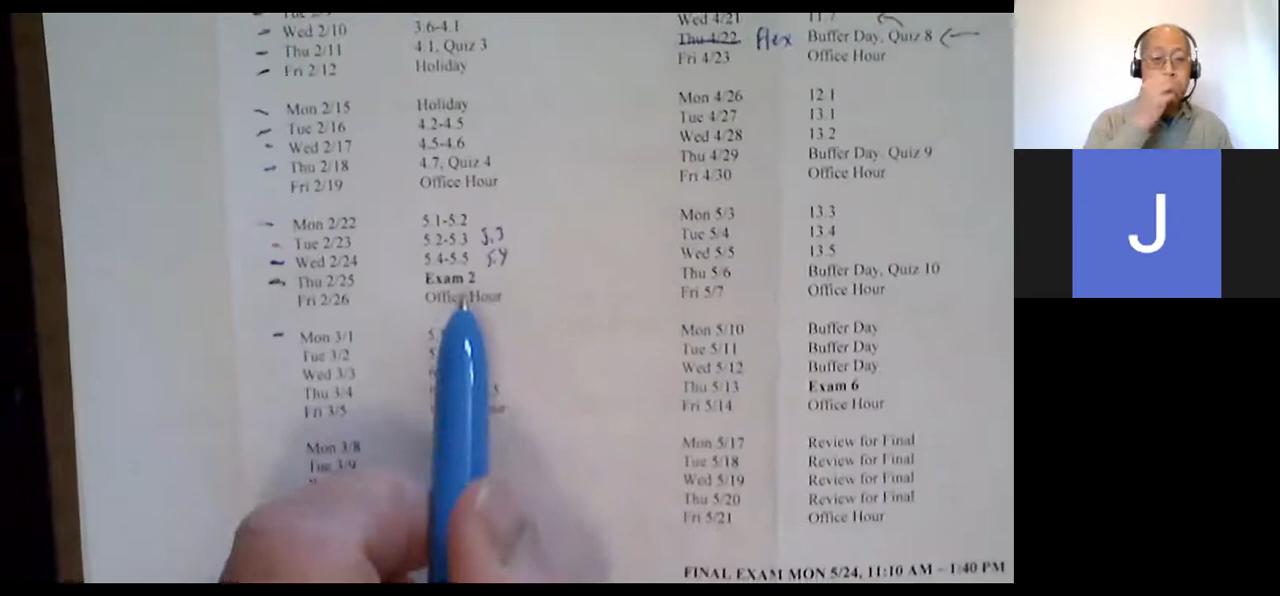 Wed 2/10 3.6-4.1
Thu 2/11 4.1, Quiz 3
Fri 2/12 Holiday
Mon 2/15 Holiday
Tue 2/16 4.2-4.5
Wed 2/17 4.5-4.6
Thu 2/18 4.7, Quiz 4
Fri 2/19 Office Hour
Mon 2/22 5.1-5.2
Tue 2/23 5.2-5.3 5.3
Wed 2/24 5.4-5.5 5.4
Thu 2/25 Exam 2
Fri 2/26 Office Hour
Mon 3/1
Tue 3/2
Wed 3/3
Thu 3/4
Fri 3/5
Mon 3/8
Tue 3/9
Wed 4/21 11.7
Thu 4/22 Flex Buffer Day, Quiz 8
Fri 4/23 Office Hour
Mon 4/26 12.1
Tue 4/27 13.1
Wed 4/28 13.2
Thu 4/29 Buffer Day, Quiz 9
Fri 4/30 Office Hour
Mon 5/3 13.3
Tue 5/4 13.4
Wed 5/5 13.5
Thu 5/6 Buffer Day, Quiz 10
Fri 5/7 Office Hour
Mon 5/10 Buffer Day
Tue 5/11 Buffer Day
Wed 5/12 Buffer Day
Thu 5/13 Exam 6
Fri 5/14 Office Hour
Mon 5/17 Review for Final
Tue 5/18 Review for Final
Wed 5/19 Review for Final
Thu 5/20 Review for Final
Fri 5/21 Office Hour
FINAL EXAM MON 5/24, 11:10 AM - 1:40 PM
J